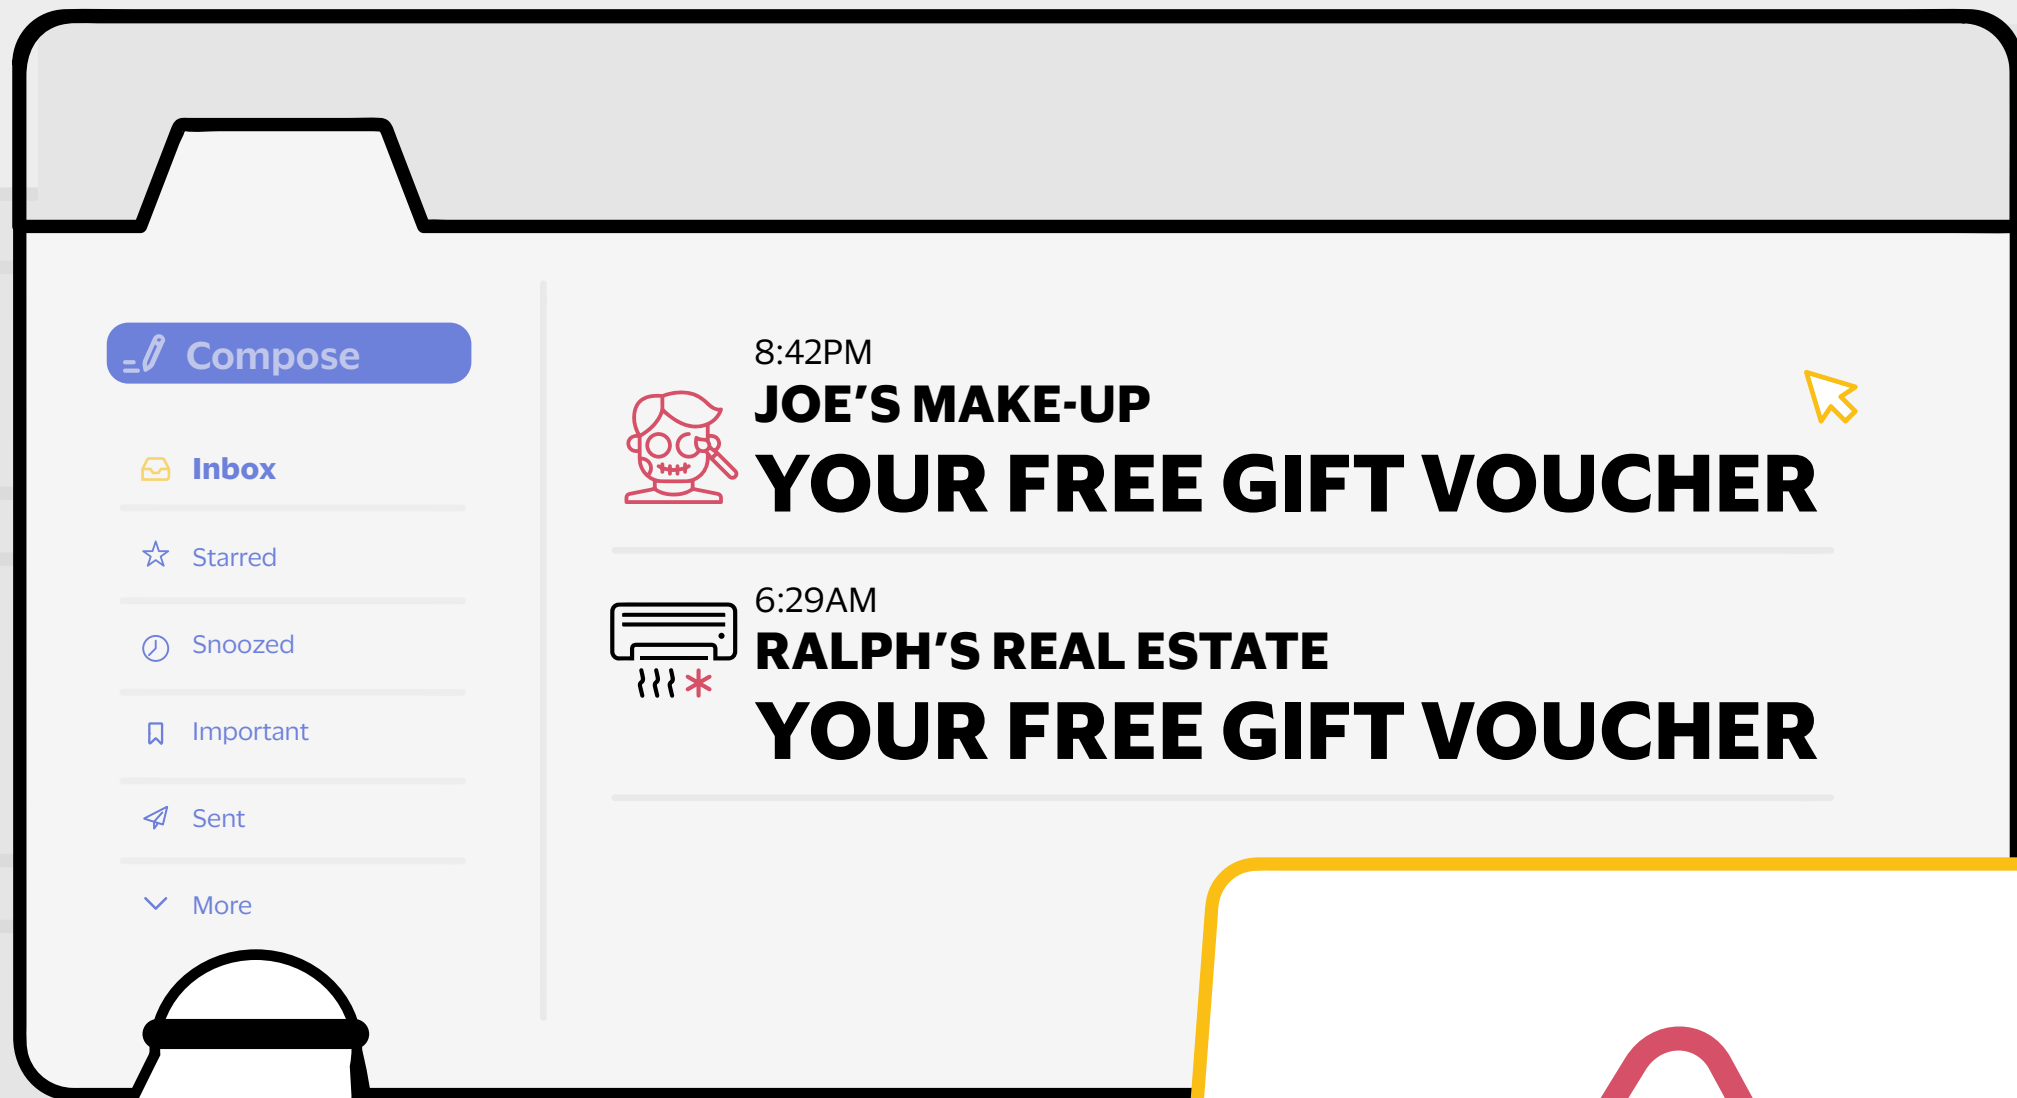 Compose
Inbox
Starred
Snoozed
Important
Sent
More
8:42PM
JOE’S MAKE-UP
YOUR FREE GIFT VOUCHER
6:29AM
RALPH’S REAL ESTATE
YOUR FREE GIFT VOUCHER